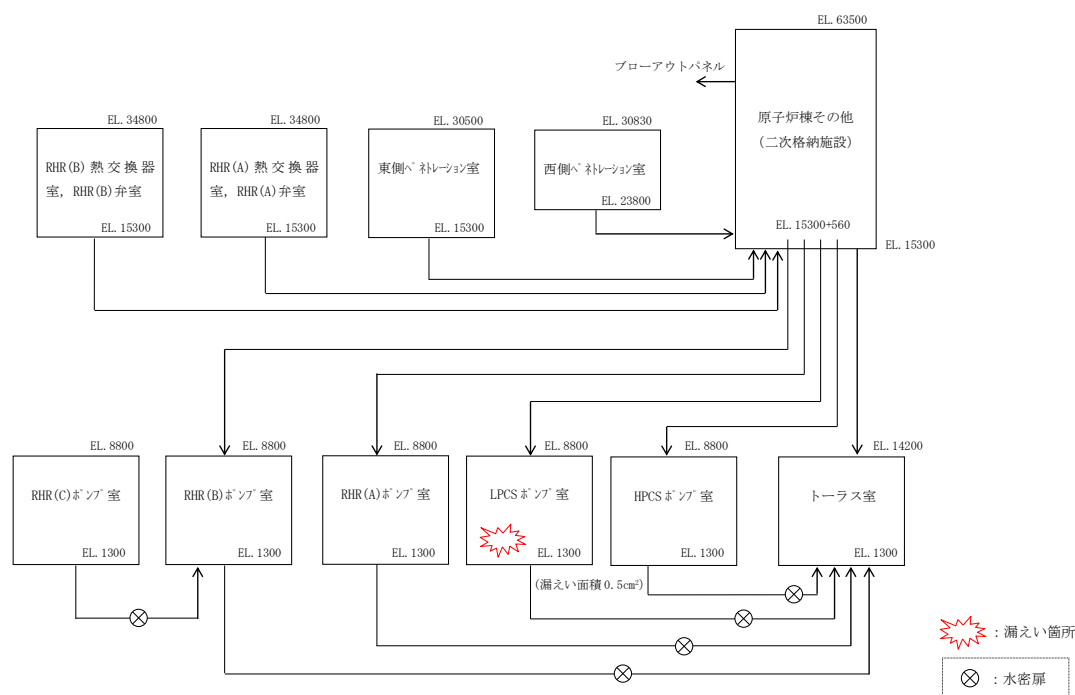 EL. 63500
ブローアウトパネル
原子炉棟その他
(二次格納施設)
EL. 15300+560
EL. 15300
EL. 34800
RHR(B) 熱 交 換 器
室, RHR(B)弁室
EL. 15300
EL. 34800
RHR(A) 熱 交 換 器
室, RHR(A)弁室
EL. 15300
EL. 30500
東側ペネトレーション室
EL. 15300
EL. 30830
西側ペネトレーション室
EL. 23800
EL. 8800
RHR(C)ポンプ室
EL. 1300
EL. 8800
RHR(B)ポンプ室
EL. 1300
EL. 8800
RHR(A)ポンプ室
EL. 1300
EL. 8800
LPCSポンプ室
EL. 1300
(漏えい面積0.5cm²)
EL. 8800
HPCSポンプ室
EL. 1300
EL. 14200
トーラス室
EL. 1300
：漏えい箇所
：水密扉